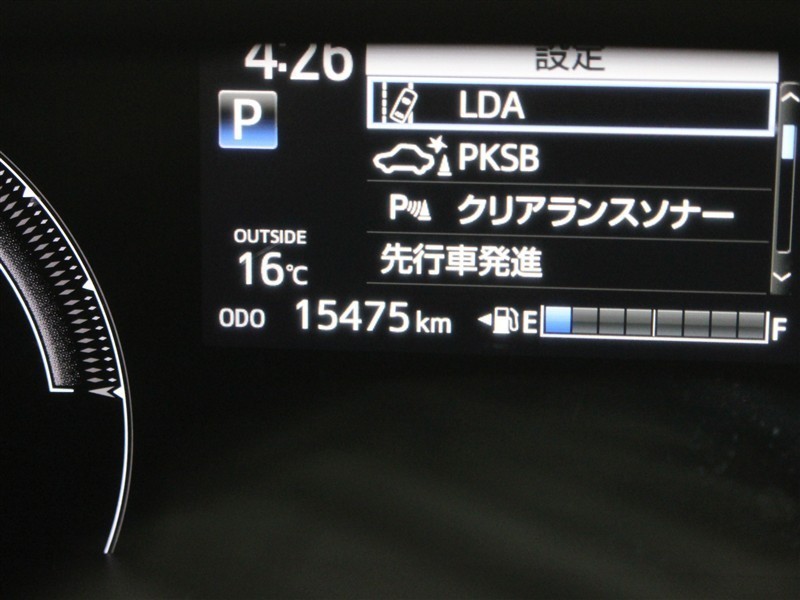 4:26
設定
P
LDA
PKSB
P クリアランスソナー
先行車発進
OUTSIDE
16℃
ODO 15475 km E F